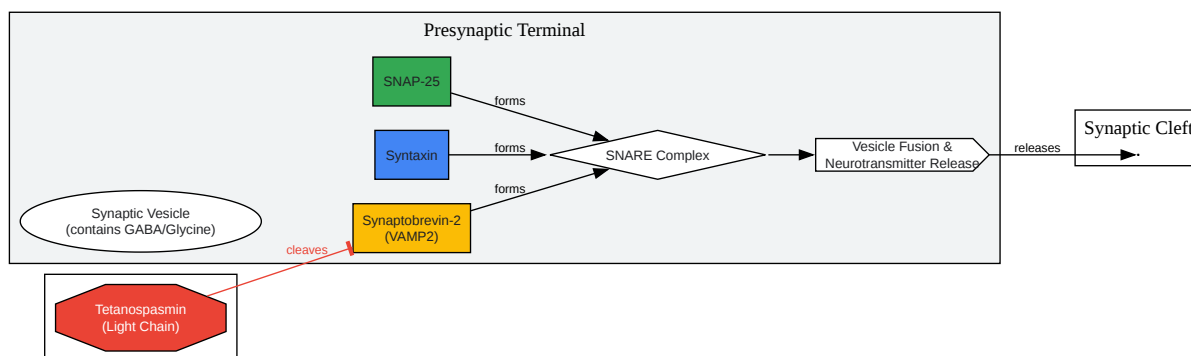 Presynaptic Terminal
SNAP-25
forms
Syntaxin
forms
SNARE Complex
Vesicle Fusion &
Neurotransmitter Release
releases
Synaptic Cleft
forms
Synaptic Vesicle
(contains GABA/Glycine)
Synaptobrevin-2
(VAMP2)
cleaves
Tetanospasmin
(Light Chain)